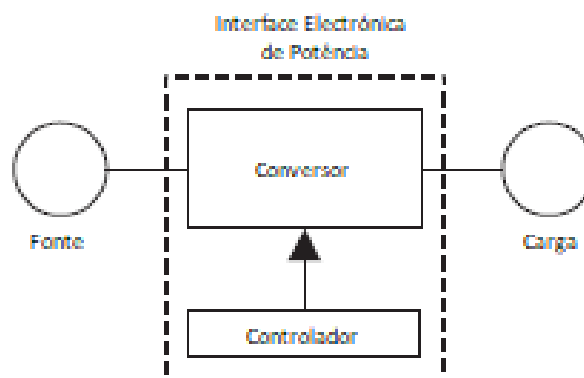 Interface Electrónica
de Potência
Conversor
Fonte
Carga
Controlador